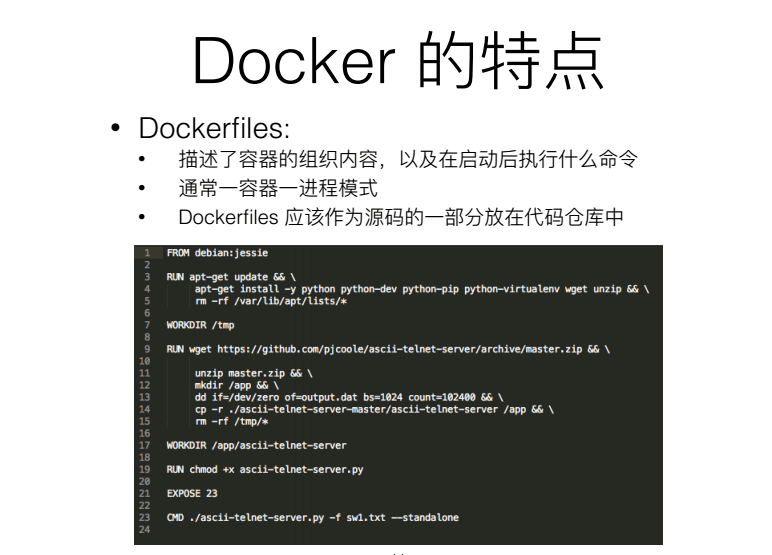 Docker 的特点
• Dockerfiles:
• 描述了容器的组织内容，以及在启动后执行什么命令
• 通常一容器一进程模式
• Dockerfiles 应该作为源码的一部分放在代码仓库中
1 FROM debian:jessie
2
3 RUN apt-get update && \
4 apt-get install -y python python-dev python-pip python-virtualenv wget unzip && \
5 rm -rf /var/lib/apt/lists/*
6
7 WORKDIR /tmp
8
9 RUN wget https://github.com/pjcoole/ascii-telnet-server/archive/master.zip && \
10
11 unzip master.zip && \
12 mkdir /app && \
13 dd if=/dev/zero of=output.dat bs=1024 count=102400 && \
14 cp -r ./ascii-telnet-server-master/ascii-telnet-server /app && \
15 rm -rf /tmp/*
16
17 WORKDIR /app/ascii-telnet-server
18
19 RUN chmod +x ascii-telnet-server.py
20
21 EXPOSE 23
22
23 CMD ./ascii-telnet-server.py -f sw1.txt --standalone
24